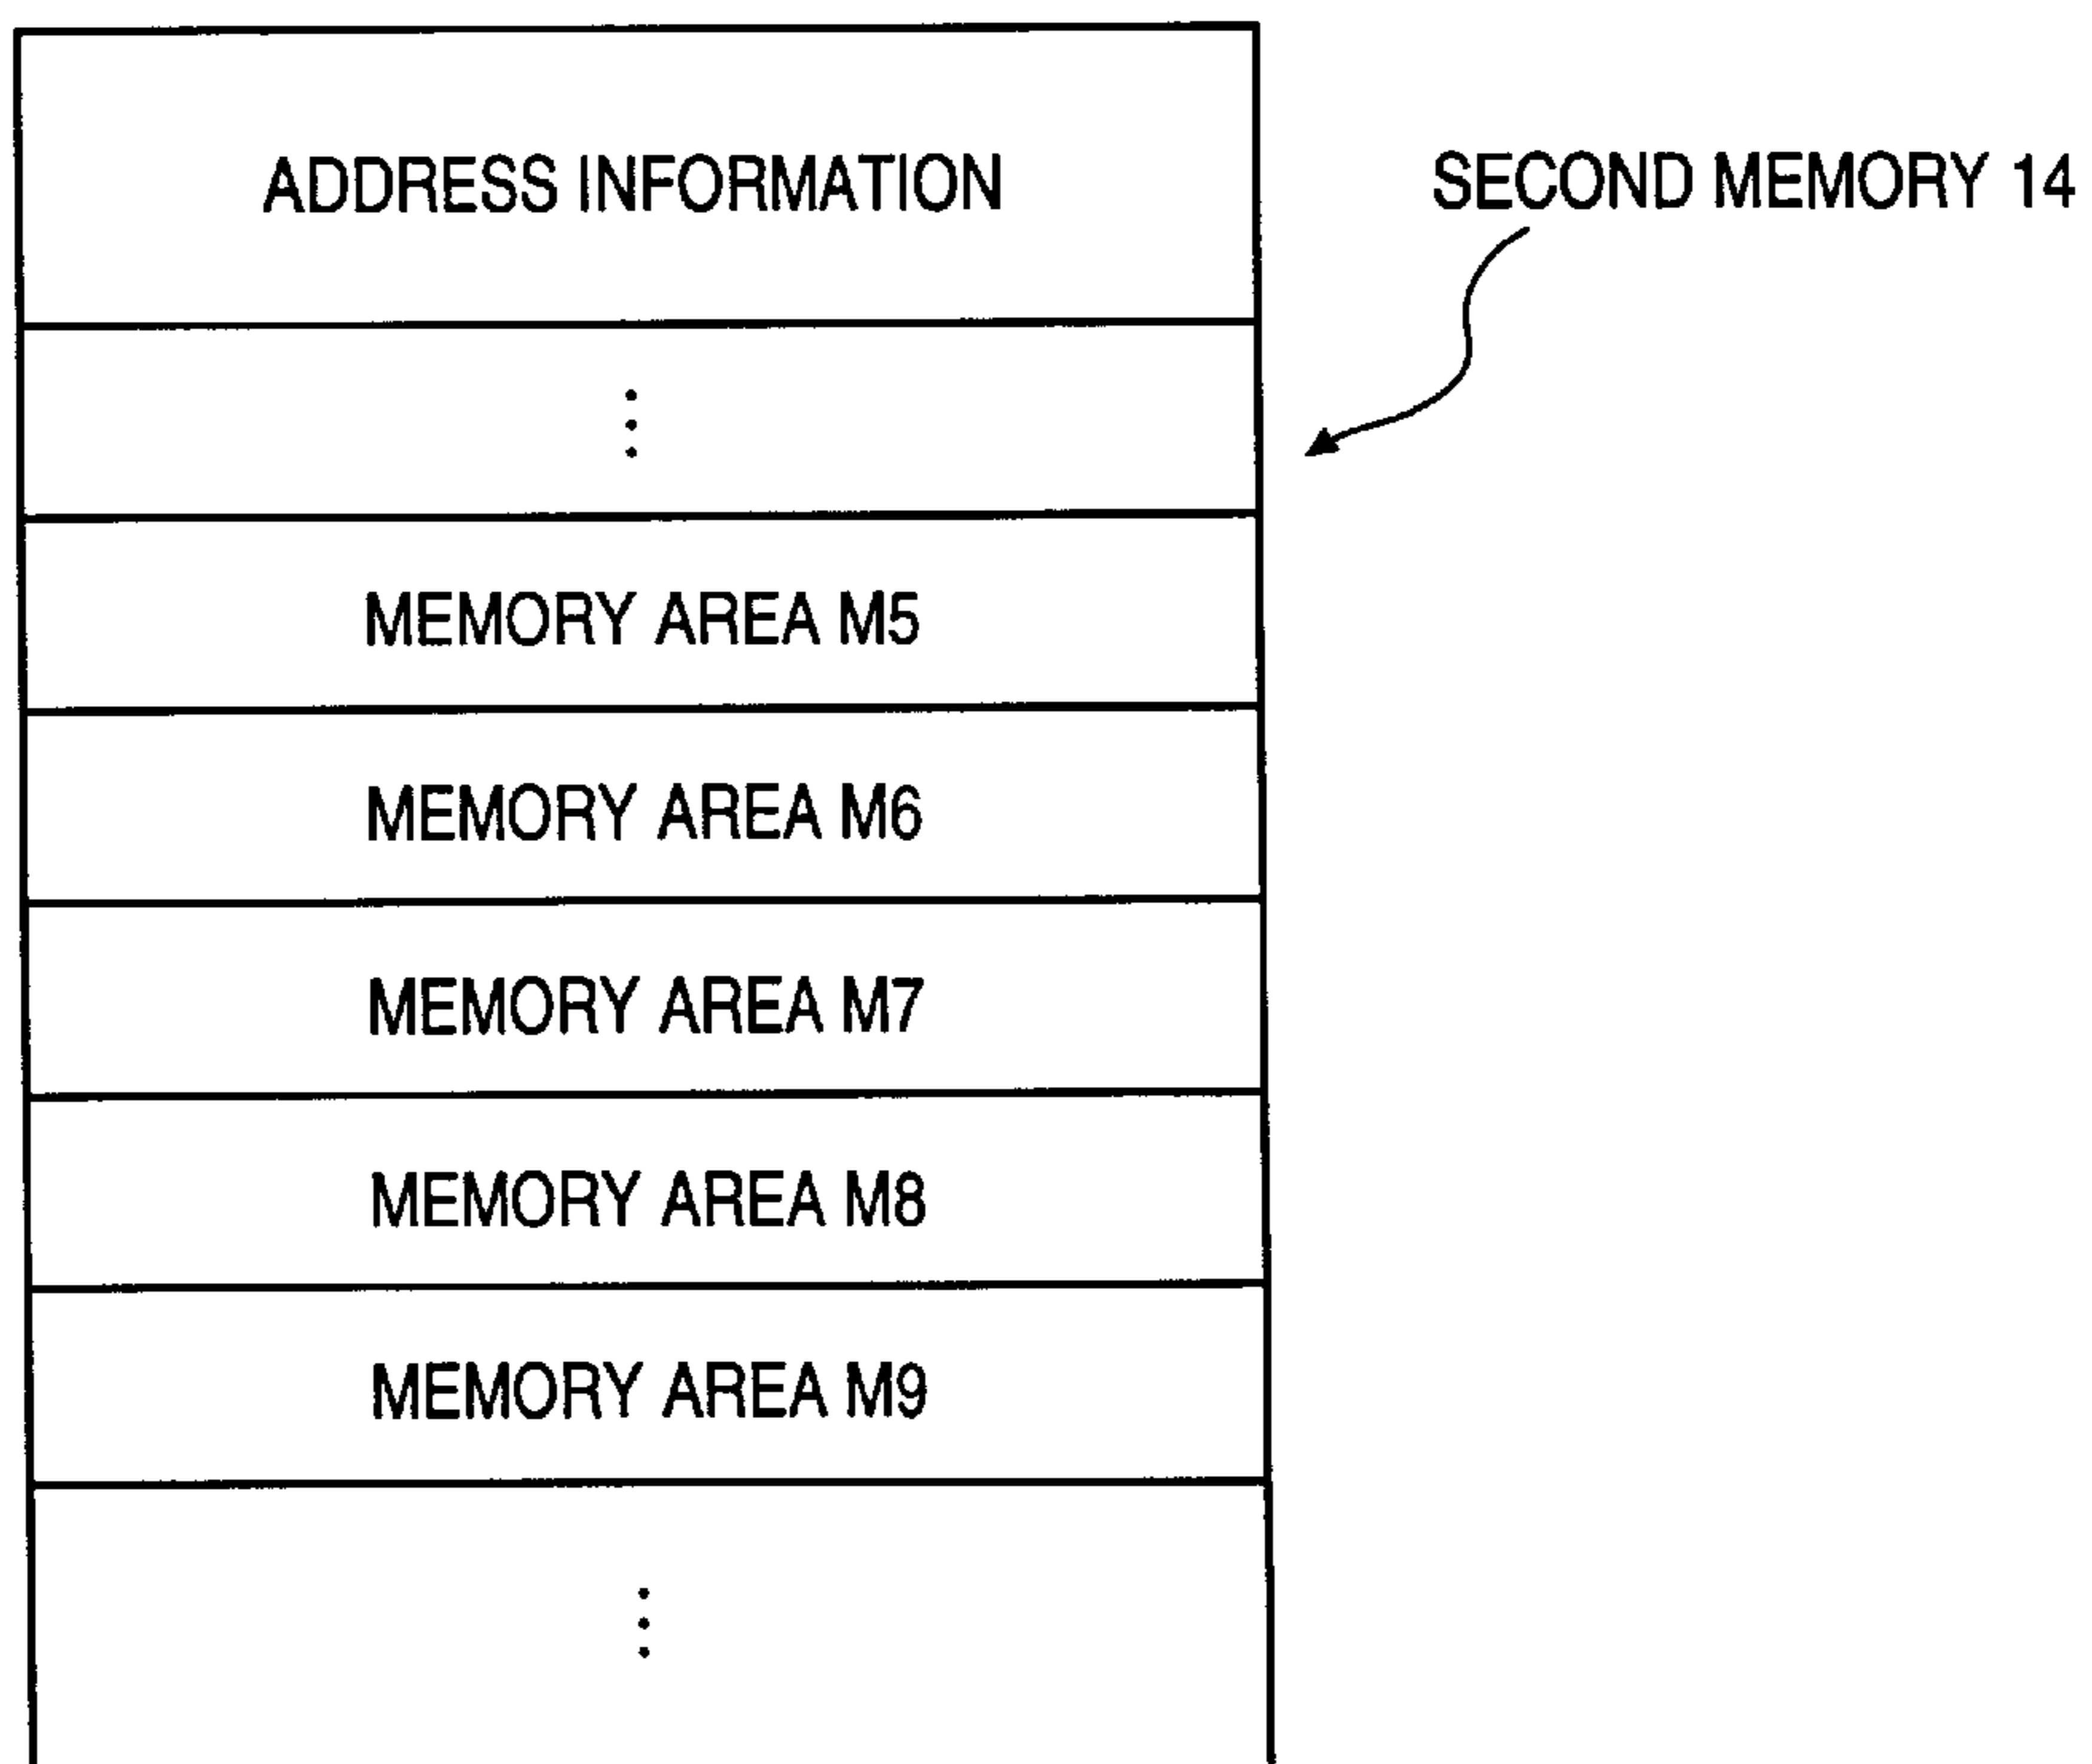 ADDRESS INFORMATION
SECOND MEMORY 14
⋮
MEMORY AREA M5
MEMORY AREA M6
MEMORY AREA M7
MEMORY AREA M8
MEMORY AREA M9
⋮